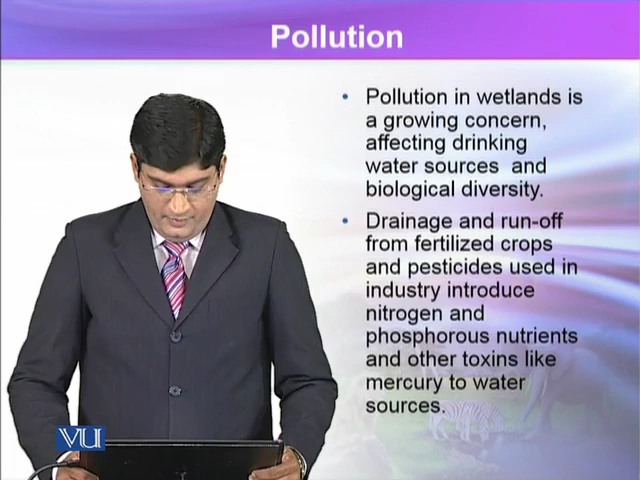 Pollution
• Pollution in wetlands is
a growing concern,
affecting drinking
water sources and
biological diversity.
• Drainage and run-off
from fertilized crops
and pesticides used in
industry introduce
nitrogen and
phosphorous nutrients
and other toxins like
mercury to water
sources.
VU